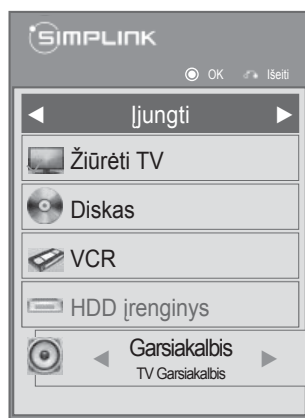 SIMPLINK
OK Išeiti
Įjungti
Žiūrėti TV
Diskas
VCR
HDD įrenginys
Garsiakalbis
TV Garsiakalbis